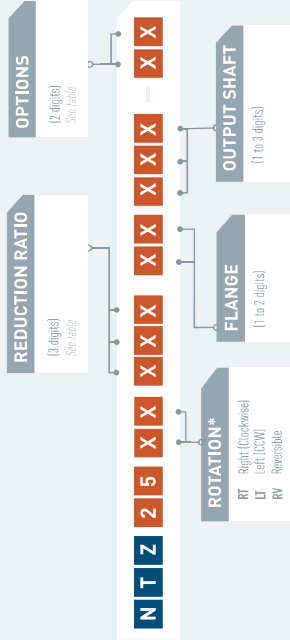 REDUCTION RATIO
(3 digits)
See table
OPTIONS
(2 digits)
See table
N T Z 2 5 X X X X X X X X X X – X X
ROTATION*
RT Right (Clockwise)
LT Left (CCW)
RV Reversible
FLANGE
(1 to 2 digits)
OUTPUT SHAFT
(1 to 3 digits)